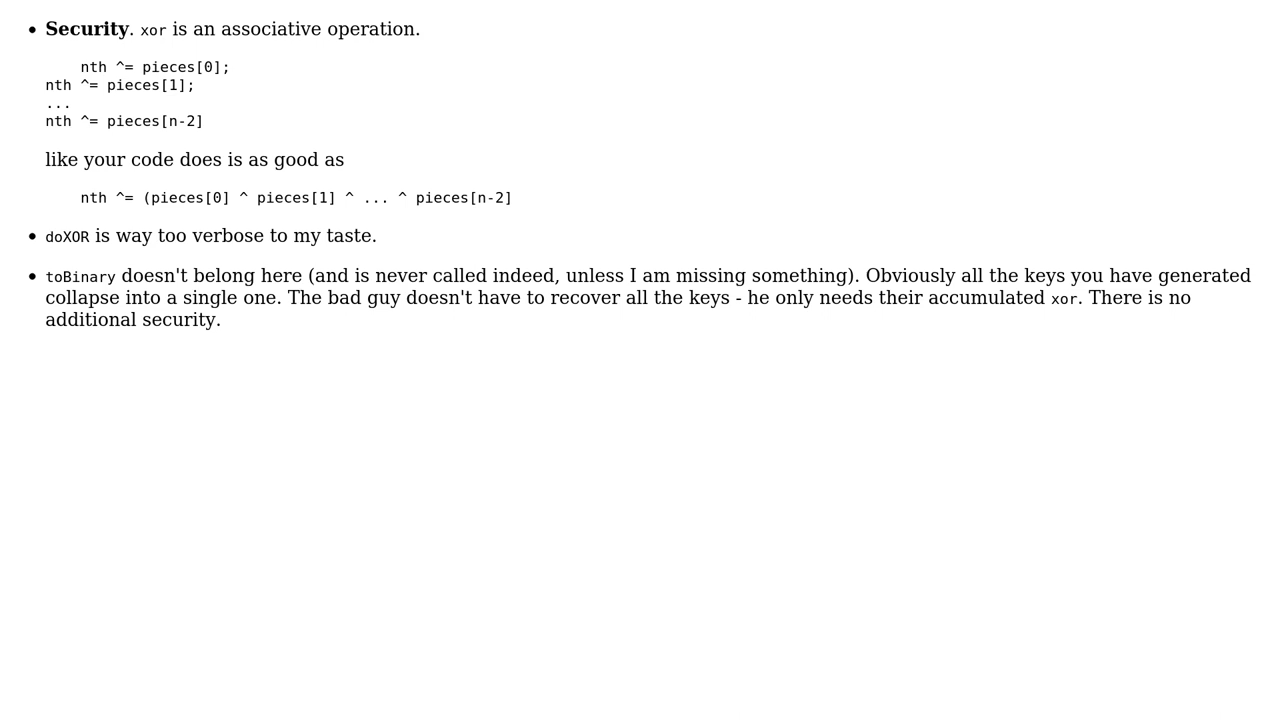 • Security. xor is an associative operation.
    nth ^= pieces[0];
nth ^= pieces[1];
...
nth ^= pieces[n-2]
like your code does is as good as
    nth ^= (pieces[0] ^ pieces[1] ^ ... ^ pieces[n-2]
• doXOR is way too verbose to my taste.
• toBinary doesn't belong here (and is never called indeed, unless I am missing something). Obviously all the keys you have generated
collapse into a single one. The bad guy doesn't have to recover all the keys - he only needs their accumulated xor. There is no
additional security.